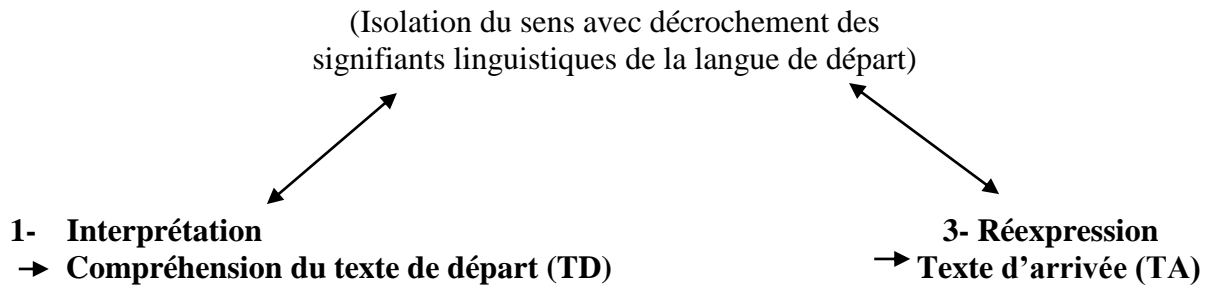 (Isolation du sens avec décrochement des
signifiants linguistiques de la langue de départ)
1- Interprétation
→ Compréhension du texte de départ (TD)
3- Réexpression
→ Texte d’arrivée (TA)